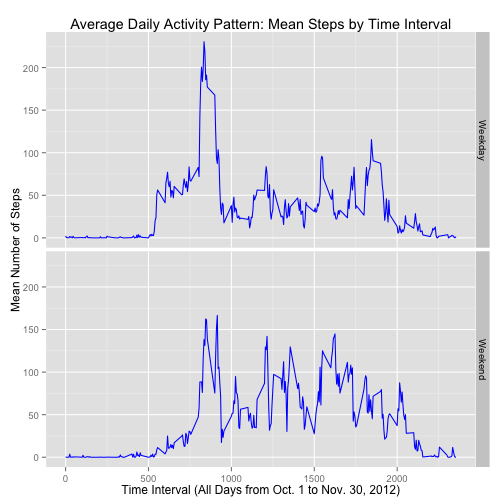 Average Daily Activity Pattern: Mean Steps by Time Interval
Mean Number of Steps
200
150
100
50
0
Weekday
200
150
100
50
0
Weekend
0 500 1000 1500 2000
Time Interval (All Days from Oct. 1 to Nov. 30, 2012)